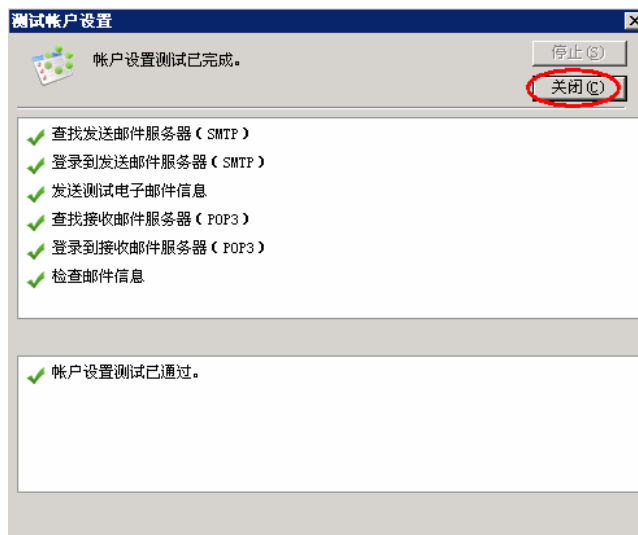 测试帐户设置
帐户设置测试已完成。
停止(S)
关闭(C)
查找发送邮件服务器(SMTP)
登录到发送邮件服务器(SMTP)
发送测试电子邮件信息
查找接收邮件服务器(POP3)
登录到接收邮件服务器(POP3)
检查邮件信息
帐户设置测试已通过。